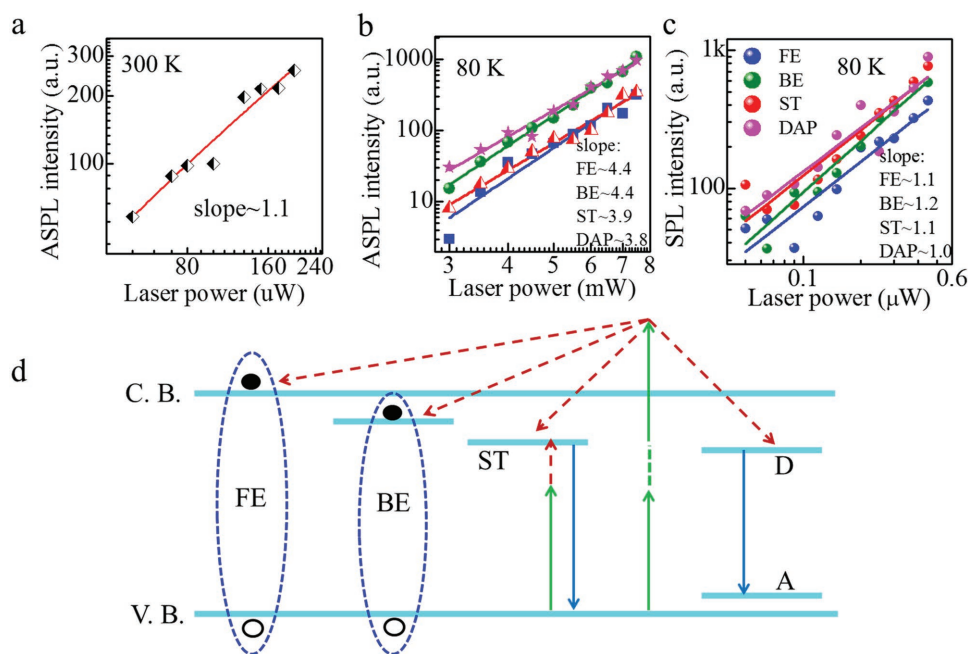 a
300 K
300
200
100
slope~1.1
80
160
240
ASPL intensity (a.u.)
Laser power (uW)
b
80 K
1000
100
10
slope:
FE~4.4
BE~4.4
ST~3.9
DAP~3.8
3
4
5
6
7
8
ASPL intensity (a.u.)
Laser power (mW)
c
FE
BE
ST
DAP
80 K
1k
100
slope:
FE~1.1
BE~1.2
ST~1.1
DAP~1.0
0.1
0.6
SPL intensity (a.u.)
Laser power (μW)
d
C. B.
FE
BE
ST
D
A
V. B.